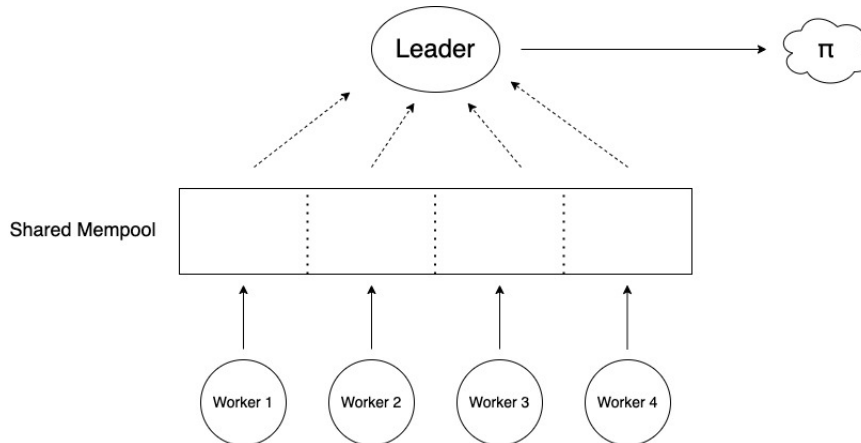 Leader
π
Shared Mempool
Worker 1
Worker 2
Worker 3
Worker 4